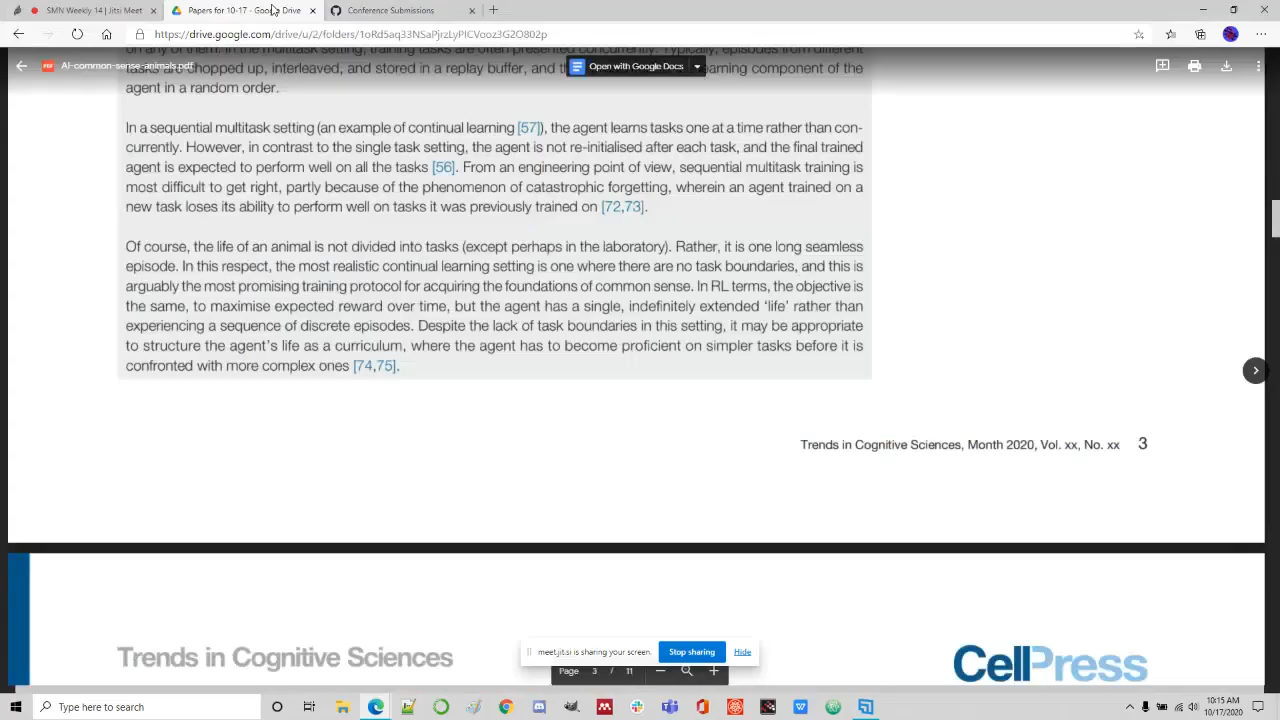 SMN Weekly 14 | Jitsi Meet
Papers for 10-17 - Google Drive
Conference Submissions
https://drive.google.com/drive/u/2/folders/1oRd5aq33NSaPjrzLyPICVooz3G2O802p
on any of them. In the multitask setting, training tasks are often presented concurrently. Typically, episodes from different
AI-common-sense-animals.pdf
Open with Google Docs
agent in a random order.
In a sequential multitask setting (an example of continual learning [57]), the agent learns tasks one at a time rather than con-
currently. However, in contrast to the single task setting, the agent is not re-initialised after each task, and the final trained
agent is expected to perform well on all the tasks [56]. From an engineering point of view, sequential multitask training is
most difficult to get right, partly because of the phenomenon of catastrophic forgetting, wherein an agent trained on a
new task loses its ability to perform well on tasks it was previously trained on [72,73].
Of course, the life of an animal is not divided into tasks (except perhaps in the laboratory). Rather, it is one long seamless
episode. In this respect, the most realistic continual learning setting is one where there are no task boundaries, and this is
arguably the most promising training protocol for acquiring the foundations of common sense. In RL terms, the objective is
the same, to maximise expected reward over time, but the agent has a single, indefinitely extended ‘life’ rather than
experiencing a sequence of discrete episodes. Despite the lack of task boundaries in this setting, it may be appropriate
to structure the agent’s life as a curriculum, where the agent has to become proficient on simpler tasks before it is
confronted with more complex ones [74,75].
Trends in Cognitive Sciences, Month 2020, Vol. xx, No. xx 3
Trends in Cognitive Sciences
CellPress
meet.jit.si is sharing your screen.
Stop sharing
Hide
Page 3 / 11
Type here to search
10:15 AM
10/17/2020